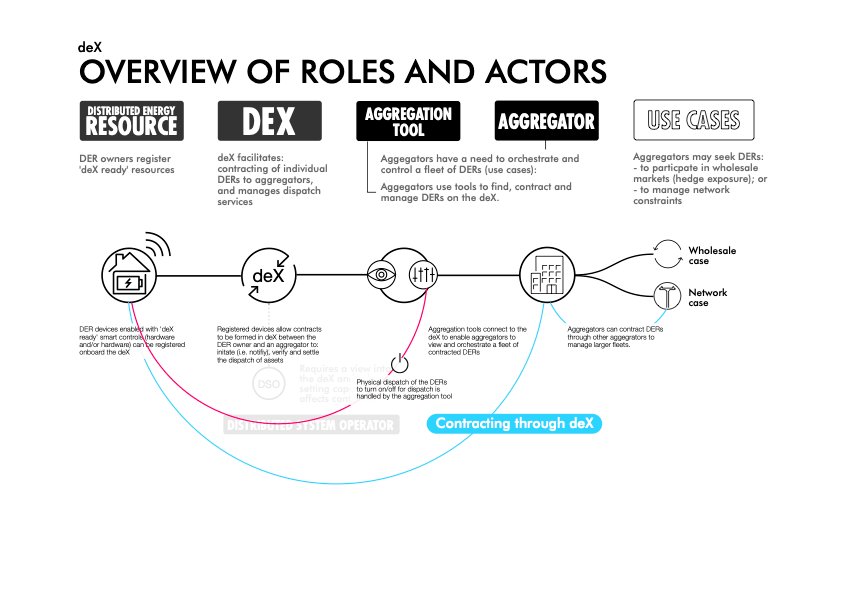 deX
OVERVIEW OF ROLES AND ACTORS
DISTRIBUTED ENERGY
RESOURCE
DEX
AGGREGATION
TOOL
AGGREGATOR
USE CASES
DER owners register
'deX ready' resources
deX facilitates:
contracting of individual
DERs to aggregators,
and manages dispatch
services
Aegators have a need to orchestrate and
control a fleet of DERs (use cases):
Aggegators use tools to find, contract and
manage DERs on the deX.
Aggregators may seek DERs:
- to particpate in wholesale
markets (hedge exposure); or
- to manage network
constraints
deX
Wholesale
case
Network
case
DER devices enabled with 'deX
ready' smart controls (hardware
and/or hardware) can be registered
onboard the deX
Registered devices allow contracts
to be formed in deX between the
DER owner and an aggregator to:
initate (i.e. notify), verify and settle
the dispatch of assets
Aggregation tools connect to the
deX to enable aggregators to
view and orchestrate a fleet of
contracted DERs
Aggregators can contract DERs
through other aggegrators to
manage larger fleets.
DSO
Requires a view into
the deX an
setting cap
affects con
Physical dispatch of the DERs
to turn on/off for dispatch is
handled by the aggregation tool
DISTRIBUTED SYSTEM OPERATOR
Contracting through deX